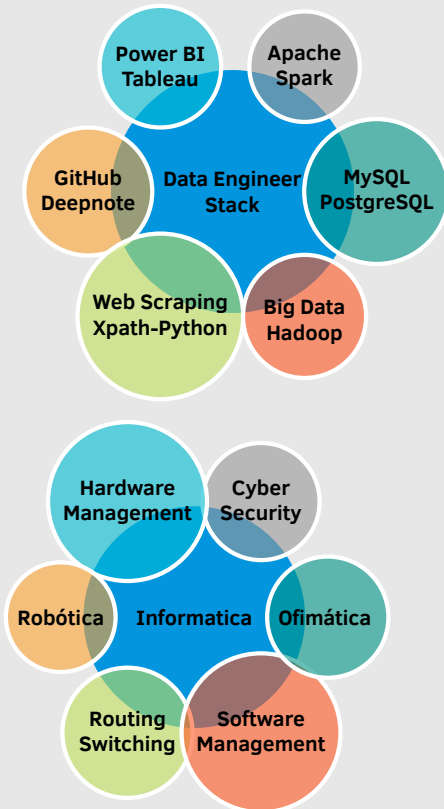 Power BI
Tableau
Apache
Spark
GitHub
Deepnote
Data Engineer
Stack
MySQL
PostgreSQL
Web Scraping
Xpath-Python
Big Data
Hadoop
Hardware
Management
Cyber
Security
Robótica
Informatica
Ofimática
Routing
Switching
Software
Management